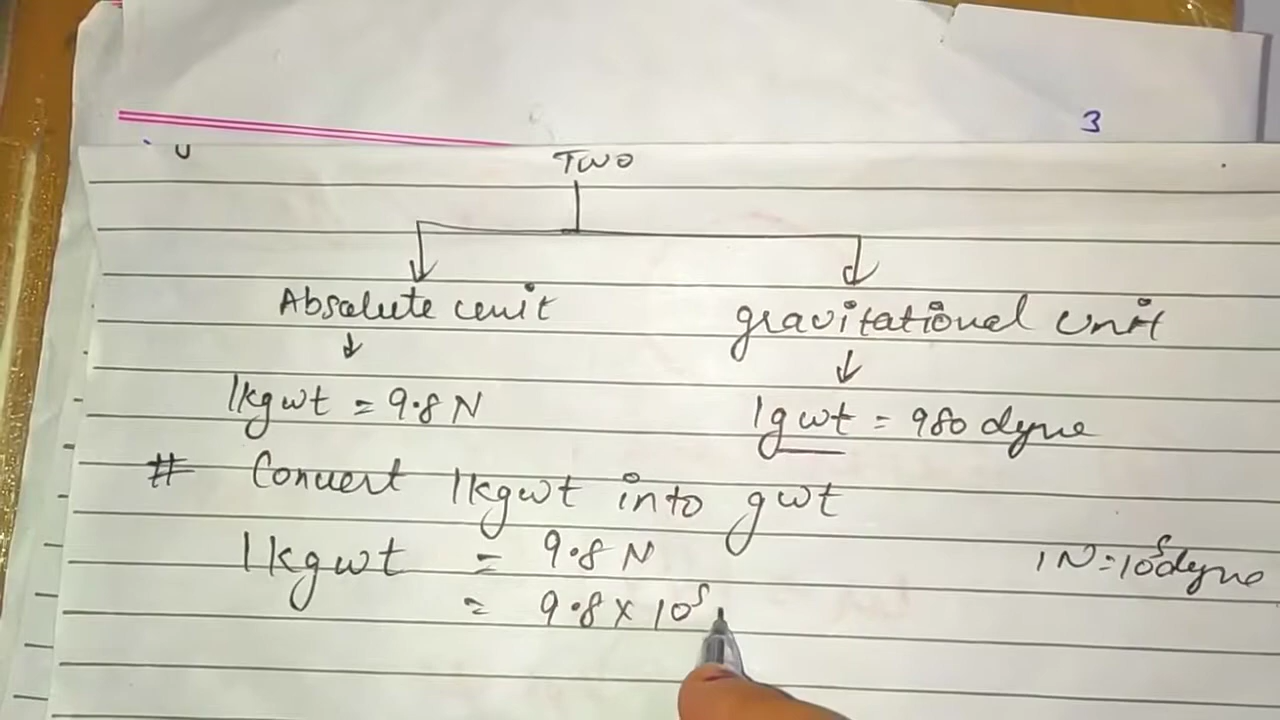 3
Two
Absolute unit
gravitational unit
1kgwt = 9.8 N
1gwt = 980 dyne
# Convert 1kgwt into gwt
1kgwt = 9.8 N
1N=10⁵dyne
= 9.8 × 10⁵